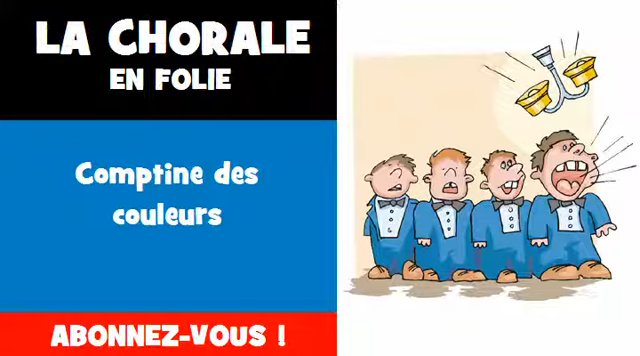 LA CHORALE
EN FOLIE
Comptine des
couleurs
ABONNEZ-VOUS !